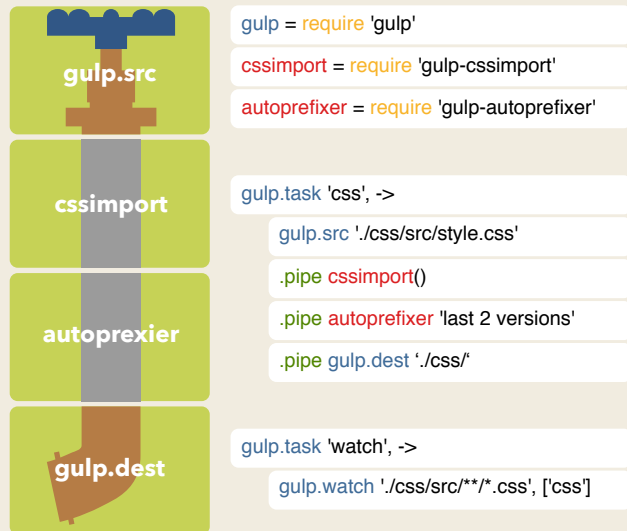 gulp.src
cssimport
autoprexier
gulp.dest
gulp = require 'gulp'
cssimport = require 'gulp-cssimport'
autoprefixer = require 'gulp-autoprefixer'
gulp.task 'css', ->
gulp.src './css/src/style.css'
.pipe cssimport()
.pipe autoprefixer 'last 2 versions'
.pipe gulp.dest ‘./css/‘
gulp.task 'watch', ->
gulp.watch './css/src/**/*.css', ['css']